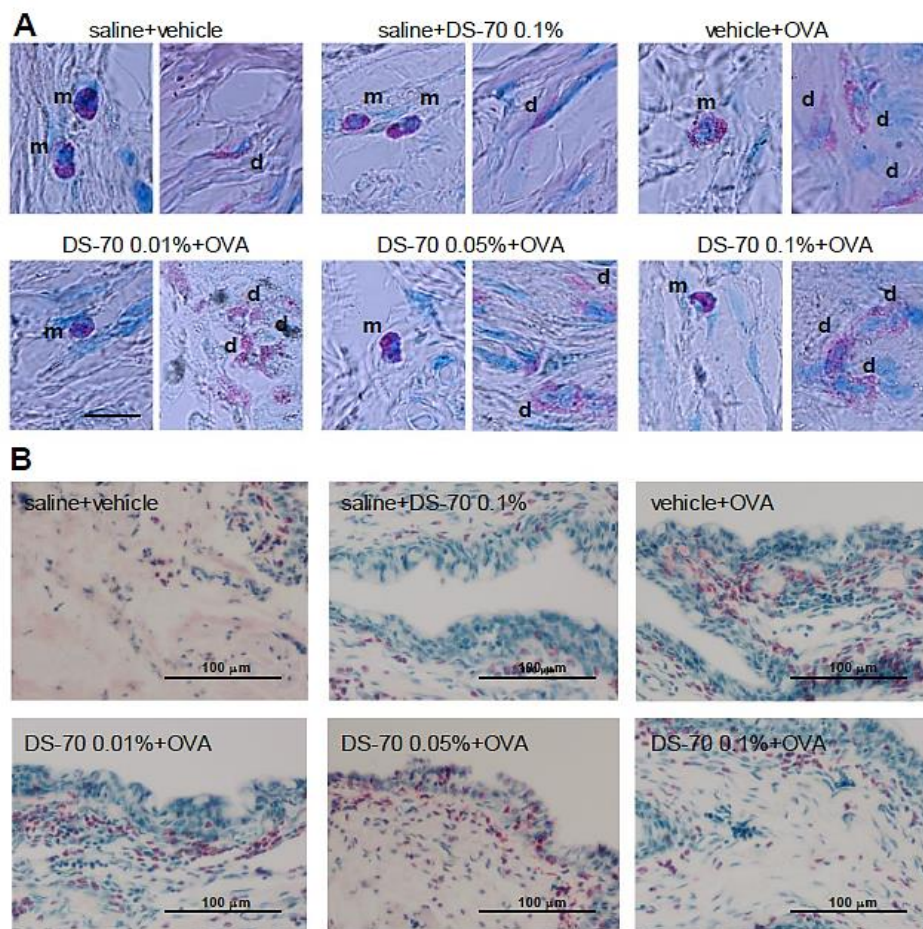 A
saline+vehicle saline+DS-70 0.1% vehicle+OVA
m m m m d m d d
m d
DS-70 0.01%+OVA DS-70 0.05%+OVA DS-70 0.1%+OVA
m d d d m d d m d d d
B
saline+vehicle saline+DS-70 0.1% vehicle+OVA
100 μm 100 μm 100 μm
DS-70 0.01%+OVA DS-70 0.05%+OVA DS-70 0.1%+OVA
100 μm 100 μm 100 μm